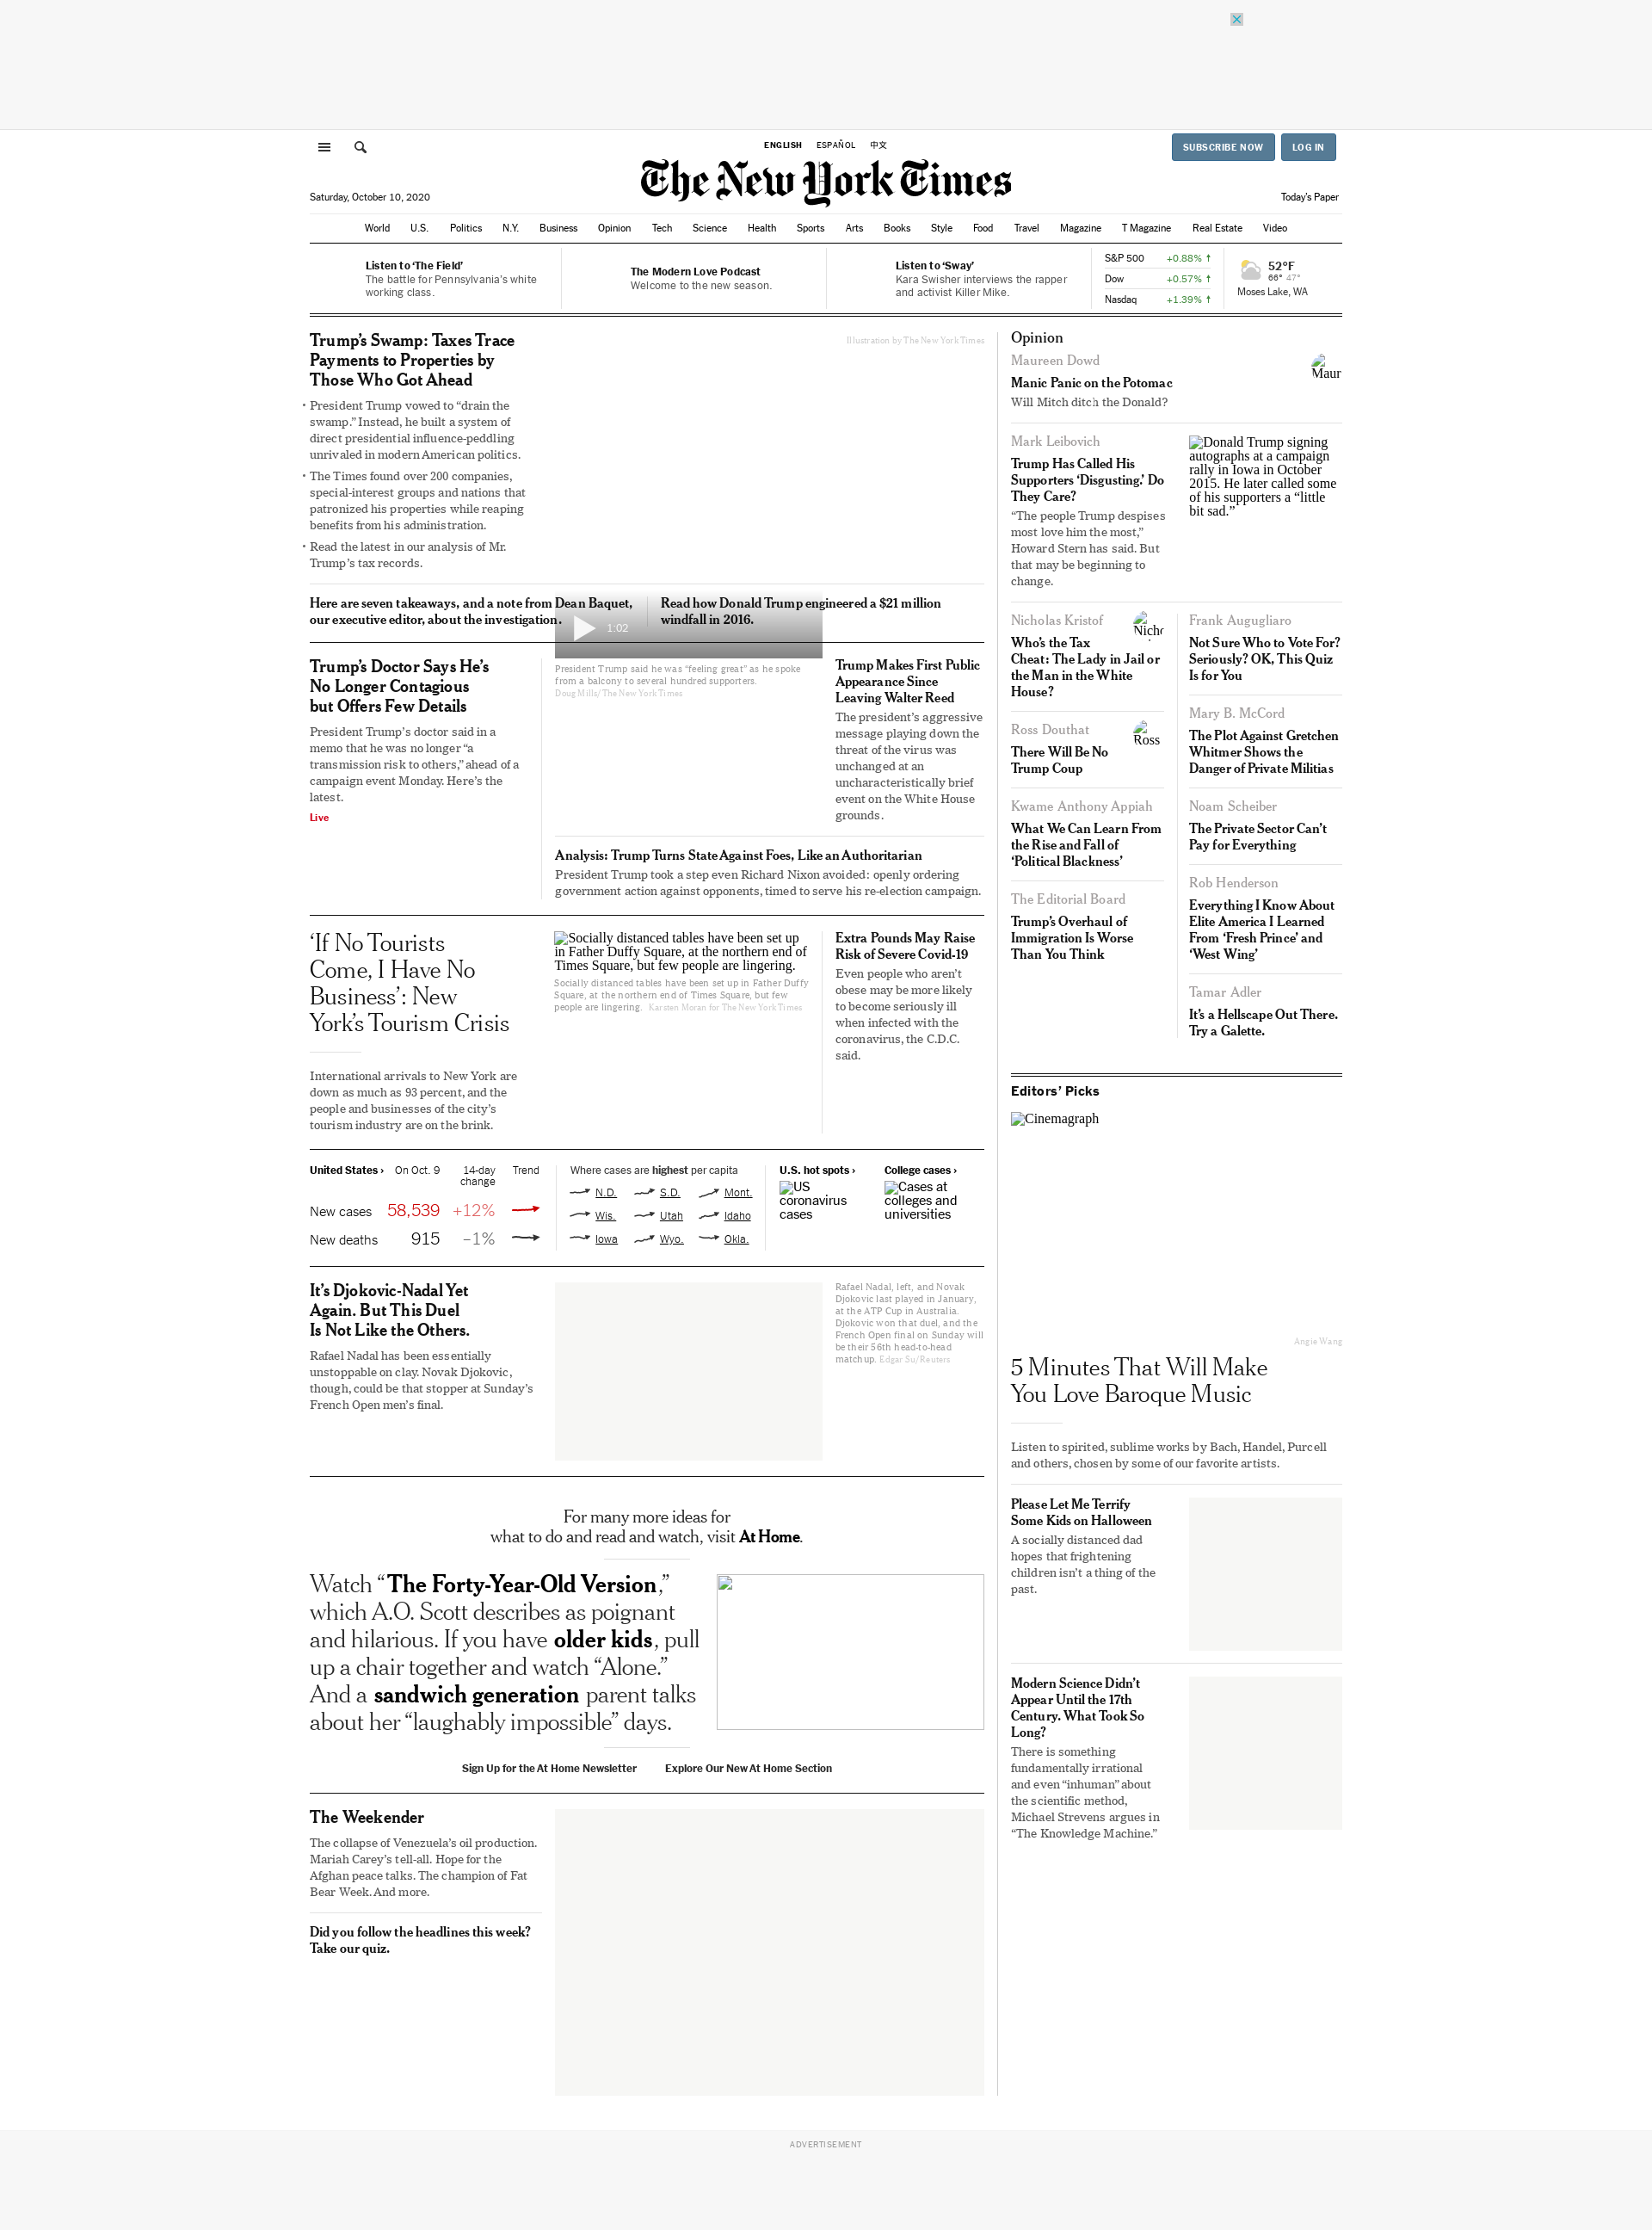 ENGLISH ESPAÑOL 中文
SUBSCRIBE NOW LOG IN
The New York Times
Saturday, October 10, 2020
Today's Paper
World U.S. Politics N.Y. Business Opinion Tech Science Health Sports Arts Books Style Food Travel Magazine T Magazine Real Estate Video
Listen to ‘The Field’
The battle for Pennsylvania's white
working class.
The Modern Love Podcast
Welcome to the new season.
Listen to ‘Sway’
Kara Swisher interviews the rapper
and activist Killer Mike.
S&P 500 +0.88% ↑
Dow +0.57% ↑
Nasdaq +1.39% ↑
52°F
66° 47°
Moses Lake, WA
Trump’s Swamp: Taxes Trace
Payments to Properties by
Those Who Got Ahead
• President Trump vowed to “drain the
swamp.” Instead, he built a system of
direct presidential influence-peddling
unrivaled in modern American politics.
• The Times found over 200 companies,
special-interest groups and nations that
patronized his properties while reaping
benefits from his administration.
• Read the latest in our analysis of Mr.
Trump’s tax records.
Illustration by The New York Times
Here are seven takeaways, and a note from Dean Baquet,
our executive editor, about the investigation.
Read how Donald Trump engineered a $21 million
windfall in 2016.
1:02
Trump’s Doctor Says He’s
No Longer Contagious
but Offers Few Details
President Trump’s doctor said in a
memo that he was no longer “a
transmission risk to others,” ahead of a
campaign event Monday. Here’s the
latest.
Live
President Trump said he was “feeling great” as he spoke
from a balcony to several hundred supporters.
Doug Mills/The New York Times
Trump Makes First Public
Appearance Since
Leaving Walter Reed
The president’s aggressive
message playing down the
threat of the virus was
unchanged at an
uncharacteristically brief
event on the White House
grounds.
Analysis: Trump Turns State Against Foes, Like an Authoritarian
President Trump took a step even Richard Nixon avoided: openly ordering
government action against opponents, timed to serve his re-election campaign.
‘If No Tourists
Come, I Have No
Business’: New
York’s Tourism Crisis
International arrivals to New York are
down as much as 93 percent, and the
people and businesses of the city’s
tourism industry are on the brink.
Socially distanced tables have been set up
in Father Duffy Square, at the northern end of
Times Square, but few people are lingering.
Socially distanced tables have been set up in Father Duffy
Square, at the northern end of Times Square, but few
people are lingering. Karsten Moran for The New York Times
Extra Pounds May Raise
Risk of Severe Covid-19
Even people who aren’t
obese may be more likely
to become seriously ill
when infected with the
coronavirus, the C.D.C.
said.
United States › On Oct. 9 14-day
change Trend
New cases 58,539 +12%
New deaths 915 –1%
Where cases are highest per capita
N.D. S.D. Mont.
Wis. Utah Idaho
Iowa Wyo. Okla.
U.S. hot spots ›
US
coronavirus
cases
College cases ›
Cases at
colleges and
universities
It’s Djokovic-Nadal Yet
Again. But This Duel
Is Not Like the Others.
Rafael Nadal has been essentially
unstoppable on clay. Novak Djokovic,
though, could be that stopper at Sunday’s
French Open men’s final.
Rafael Nadal, left, and Novak
Djokovic last played in January,
at the ATP Cup in Australia.
Djokovic won that duel, and the
French Open final on Sunday will
be their 56th head-to-head
matchup. Edgar Su/Reuters
For many more ideas for
what to do and read and watch, visit At Home.
Watch “The Forty-Year-Old Version,”
which A.O. Scott describes as poignant
and hilarious. If you have older kids, pull
up a chair together and watch “Alone.”
And a sandwich generation parent talks
about her “laughably impossible” days.
Sign Up for the At Home Newsletter Explore Our New At Home Section
The Weekender
The collapse of Venezuela’s oil production.
Mariah Carey’s tell-all. Hope for the
Afghan peace talks. The champion of Fat
Bear Week. And more.
Did you follow the headlines this week?
Take our quiz.
Opinion
Maureen Dowd
Manic Panic on the Potomac
Will Mitch ditch the Donald?
Maur
Mark Leibovich
Trump Has Called His
Supporters ‘Disgusting.’ Do
They Care?
“The people Trump despises
most love him the most,”
Howard Stern has said. But
that may be beginning to
change.
Donald Trump signing
autographs at a campaign
rally in Iowa in October
2015. He later called some
of his supporters a “little
bit sad.”
Nicholas Kristof
Who’s the Tax
Cheat: The Lady in Jail or
the Man in the White
House?
Nicho
Ross Douthat
There Will Be No
Trump Coup
Ross
Kwame Anthony Appiah
What We Can Learn From
the Rise and Fall of
‘Political Blackness’
The Editorial Board
Trump’s Overhaul of
Immigration Is Worse
Than You Think
Frank Augugliaro
Not Sure Who to Vote For?
Seriously? OK, This Quiz
Is for You
Mary B. McCord
The Plot Against Gretchen
Whitmer Shows the
Danger of Private Militias
Noam Scheiber
The Private Sector Can’t
Pay for Everything
Rob Henderson
Everything I Know About
Elite America I Learned
From ‘Fresh Prince’ and
‘West Wing’
Tamar Adler
It’s a Hellscape Out There.
Try a Galette.
Editors’ Picks
Cinemagraph
Angie Wang
5 Minutes That Will Make
You Love Baroque Music
Listen to spirited, sublime works by Bach, Handel, Purcell
and others, chosen by some of our favorite artists.
Please Let Me Terrify
Some Kids on Halloween
A socially distanced dad
hopes that frightening
children isn’t a thing of the
past.
Modern Science Didn’t
Appear Until the 17th
Century. What Took So
Long?
There is something
fundamentally irrational
and even “inhuman” about
the scientific method,
Michael Strevens argues in
“The Knowledge Machine.”
ADVERTISEMENT